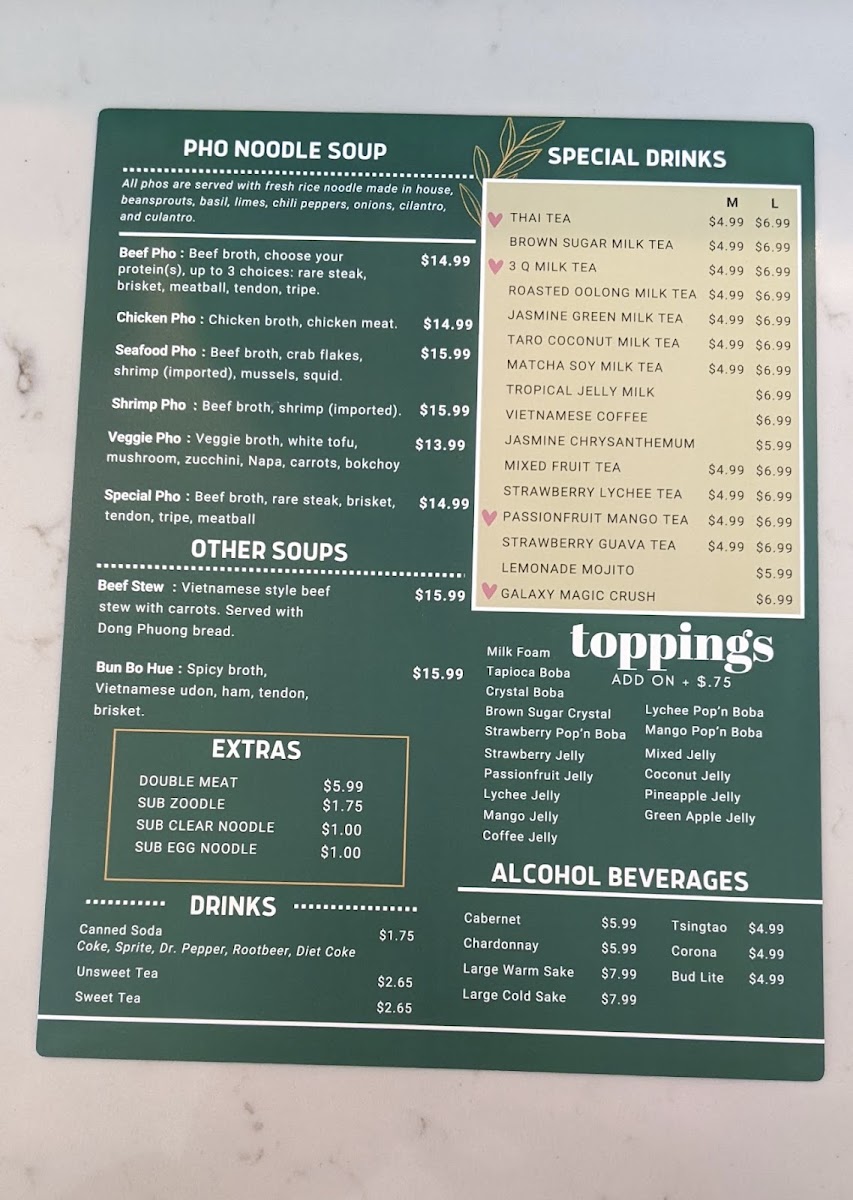 PHO NOODLE SOUP
All phos are served with fresh rice noodle made in house,
beansprouts, basil, limes, chili peppers, onions, cilantro,
and culantro.
Beef Pho : Beef broth, choose your $14.99
protein(s), up to 3 choices: rare steak,
brisket, meatball, tendon, tripe.
Chicken Pho : Chicken broth, chicken meat. $14.99
Seafood Pho : Beef broth, crab flakes, $15.99
shrimp (imported), mussels, squid.
Shrimp Pho : Beef broth, shrimp (imported). $15.99
Veggie Pho : Veggie broth, white tofu, $13.99
mushroom, zucchini, Napa, carrots, bokchoy
Special Pho : Beef broth, rare steak, brisket, $14.99
tendon, tripe, meatball
OTHER SOUPS
Beef Stew : Vietnamese style beef $15.99
stew with carrots. Served with
Dong Phuong bread.
Bun Bo Hue : Spicy broth, $15.99
Vietnamese udon, ham, tendon,
brisket.
EXTRAS
DOUBLE MEAT $5.99
SUB ZOODLE $1.75
SUB CLEAR NOODLE $1.00
SUB EGG NOODLE $1.00
DRINKS
Canned Soda $1.75
Coke, Sprite, Dr. Pepper, Rootbeer, Diet Coke
Unsweet Tea $2.65
Sweet Tea $2.65
SPECIAL DRINKS
M L
THAI TEA $4.99 $6.99
BROWN SUGAR MILK TEA $4.99 $6.99
3 Q MILK TEA $4.99 $6.99
ROASTED OOLONG MILK TEA $4.99 $6.99
JASMINE GREEN MILK TEA $4.99 $6.99
TARO COCONUT MILK TEA $4.99 $6.99
MATCHA SOY MILK TEA $4.99 $6.99
TROPICAL JELLY MILK $6.99
VIETNAMESE COFFEE $6.99
JASMINE CHRYSANTHEMUM $5.99
MIXED FRUIT TEA $4.99 $6.99
STRAWBERRY LYCHEE TEA $4.99 $6.99
PASSIONFRUIT MANGO TEA $4.99 $6.99
STRAWBERRY GUAVA TEA $4.99 $6.99
LEMONADE MOJITO $5.99
GALAXY MAGIC CRUSH $6.99
toppings
ADD ON + $.75
Milk Foam
Tapioca Boba
Crystal Boba
Brown Sugar Crystal
Strawberry Pop'n Boba
Strawberry Jelly
Passionfruit Jelly
Lychee Jelly
Mango Jelly
Coffee Jelly
Lychee Pop'n Boba
Mango Pop'n Boba
Mixed Jelly
Coconut Jelly
Pineapple Jelly
Green Apple Jelly
ALCOHOL BEVERAGES
Cabernet $5.99
Chardonnay $5.99
Large Warm Sake $7.99
Large Cold Sake $7.99
Tsingtao $4.99
Corona $4.99
Bud Lite $4.99